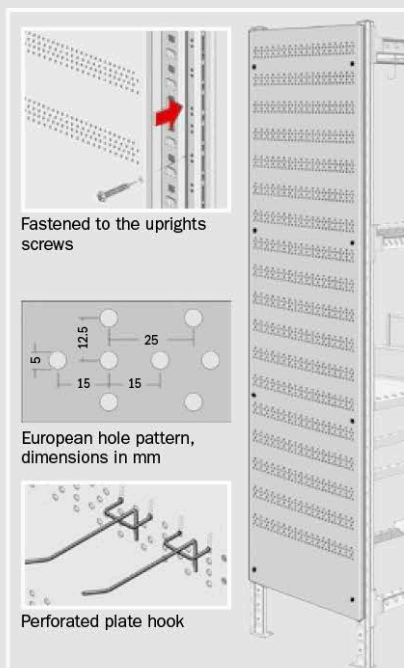 Fastened to the uprights
screws
12.5
25
5
15
15
European hole pattern,
dimensions in mm
Perforated plate hook